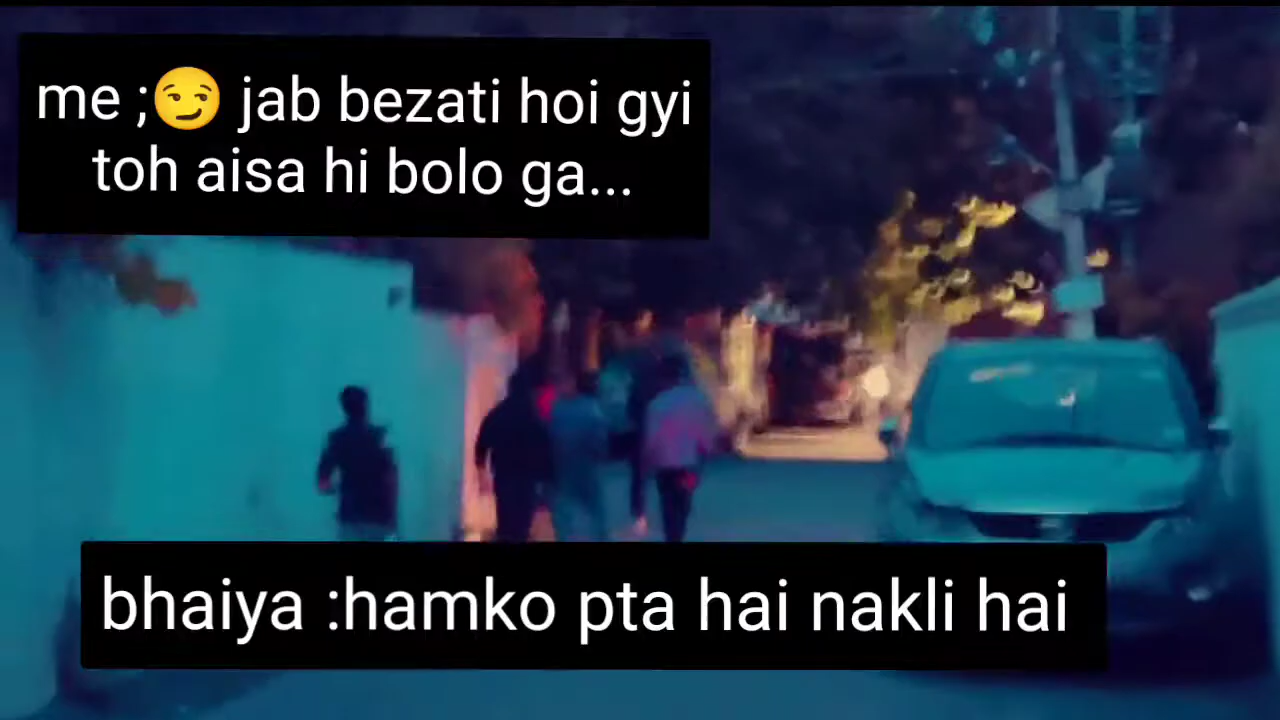 me ;😏 jab bezati hoi gyi
toh aisa hi bolo ga...
bhaiya :hamko pta hai nakli hai